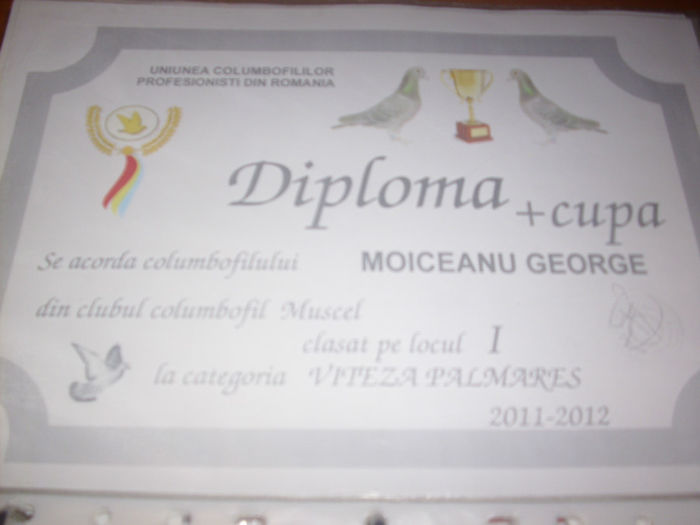 UNIUNEA COLUMBOFILILOR
PROFESIONISTI DIN ROMANIA
Diploma +cupa
Se acorda columbofilului MOICEANU GEORGE
din clubul columbofil Muscel
clasat pe locul I
la categoria VITEZA PALMARES
2011-2012